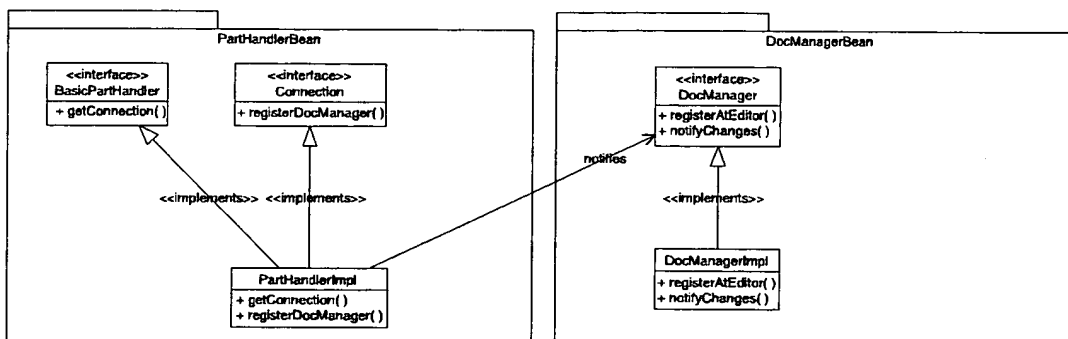 PartHandlerBean
<<interface>>
BasicPartHandler
+ getConnection( )
<<interface>>
Connection
+ registerDocManager( )
<<implements>>
<<implements>>
PartHandlerImpl
+ getConnection( )
+ registerDocManager( )
notifies
DocManagerBean
<<interface>>
DocManager
+ registerAtEditor( )
+ notifyChanges( )
<<implements>>
DocManagerImpl
+ registerAtEditor( )
+ notifyChanges( )